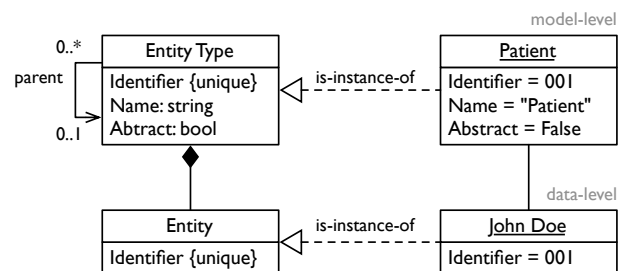 model-level
0..*
Entity Type
Patient
parent
Identifier {unique}
is-instance-of
Identifier = 001
Name: string
Name = "Patient"
0..1
Abtract: bool
Abstract = False
data-level
Entity
is-instance-of
John Doe
Identifier {unique}
Identifier = 001